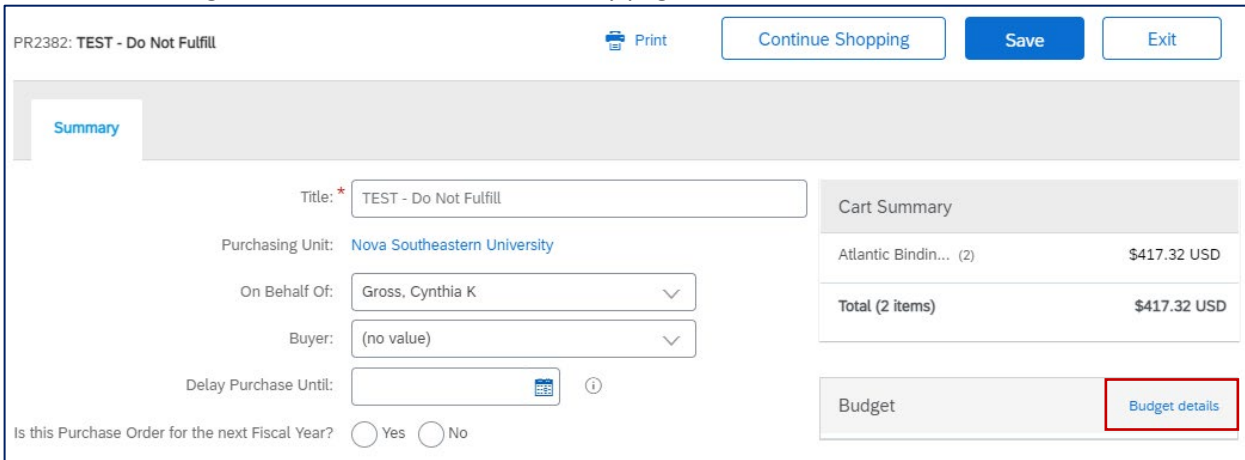 PR2382: TEST - Do Not Fulfill
Print
Continue Shopping
Save
Exit
Summary
Title: * TEST - Do Not Fulfill
Purchasing Unit: Nova Southeastern University
On Behalf Of: Gross, Cynthia K
Buyer: (no value)
Delay Purchase Until:
Is this Purchase Order for the next Fiscal Year? Yes No
Cart Summary
Atlantic Bindin... (2) $417.32 USD
Total (2 items) $417.32 USD
Budget
Budget details